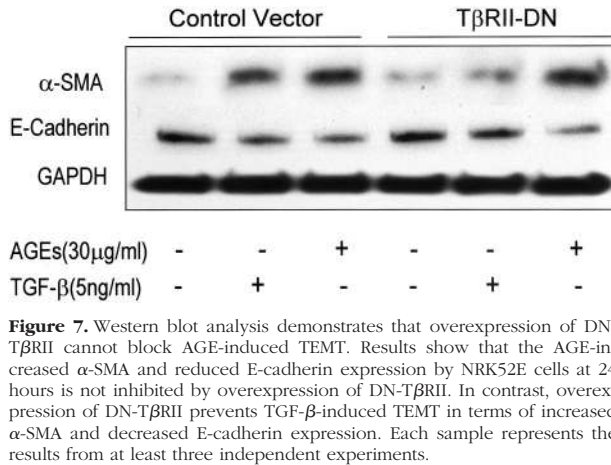 Control Vector TβRII-DN
α-SMA
E-Cadherin
GAPDH
AGEs(30μg/ml) - - + - - +
TGF-β(5ng/ml) - + - - + -
Figure 7. Western blot analysis demonstrates that overexpression of DN-
TβRII cannot block AGE-induced TEMT. Results show that the AGE-in-
creased α-SMA and reduced E-cadherin expression by NRK52E cells at 24
hours is not inhibited by overexpression of DN-TβRII. In contrast, overex-
pression of DN-TβRII prevents TGF-β-induced TEMT in terms of increased
α-SMA and decreased E-cadherin expression. Each sample represents the
results from at least three independent experiments.